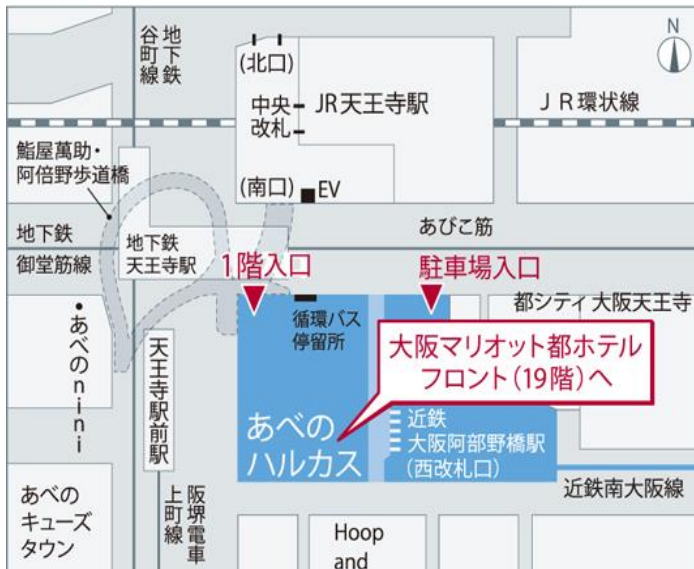 地下鉄
谷町線
(北口)
中央
改札
JR天王寺駅
JR環状線
N
鮨屋萬助・
阿倍野歩道橋
(南口)
EV
地下鉄
御堂筋線
地下鉄
天王寺駅
あびこ筋
1階入口
駐車場入口
循環バス
停留所
都シティ 大阪天王寺
大阪マリオット都ホテル
フロント(19階)へ
あべのnini
天王寺駅前駅
あべの
ハルカス
近鉄
大阪阿部野橋駅
(西改札口)
近鉄南大阪線
あべの
キューズ
タウン
阪堺電車
上町線
Hoop
and